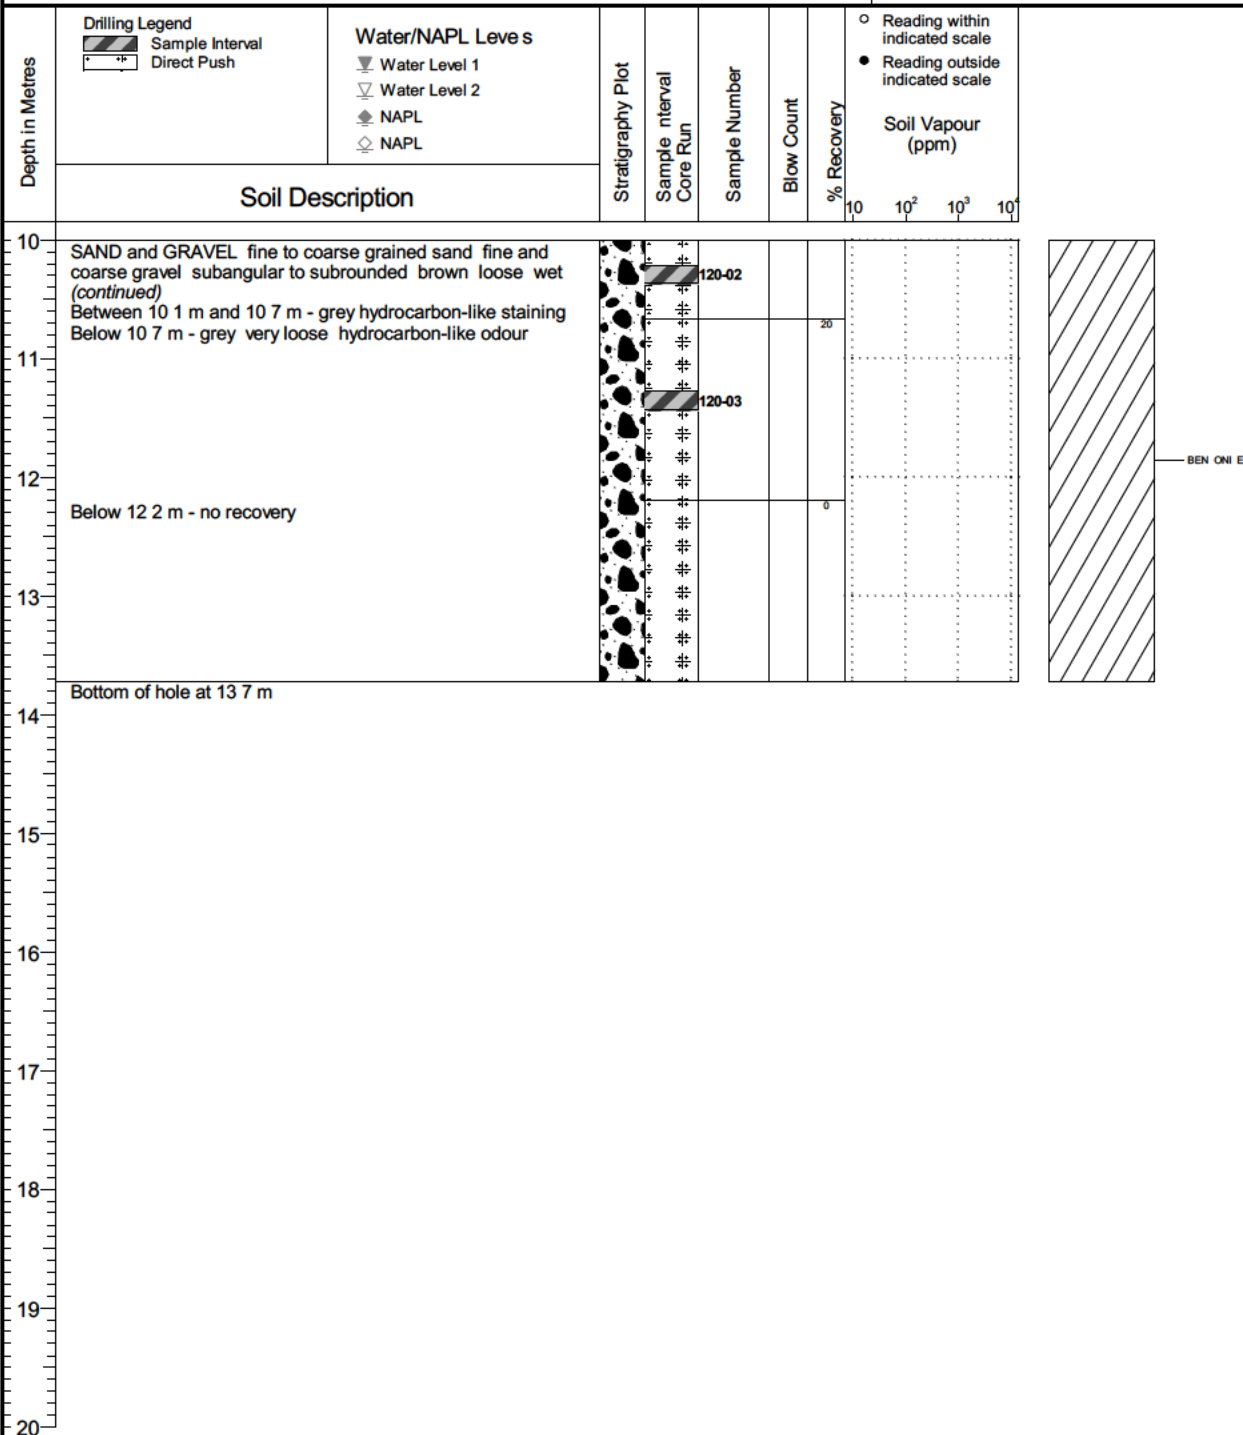 Drilling Legend
Sample Interval
Direct Push
Water/NAPL Leve s
Water Level 1
Water Level 2
NAPL
NAPL
Depth in Metres
Soil Description
Stratigraphy Plot
Sample nterval
Core Run
Sample Number
Blow Count
% Recovery
Reading within
indicated scale
Reading outside
indicated scale
Soil Vapour
(ppm)
10 10² 10³ 10⁴
10
SAND and GRAVEL fine to coarse grained sand fine and
coarse gravel subangular to subrounded brown loose wet
(continued)
Between 10 1 m and 10 7 m - grey hydrocarbon-like staining
Below 10 7 m - grey very loose hydrocarbon-like odour
120-02
20
11
120-03
12
BEN ONI E
Below 12 2 m - no recovery
0
13
Bottom of hole at 13 7 m
14
15
16
17
18
19
20